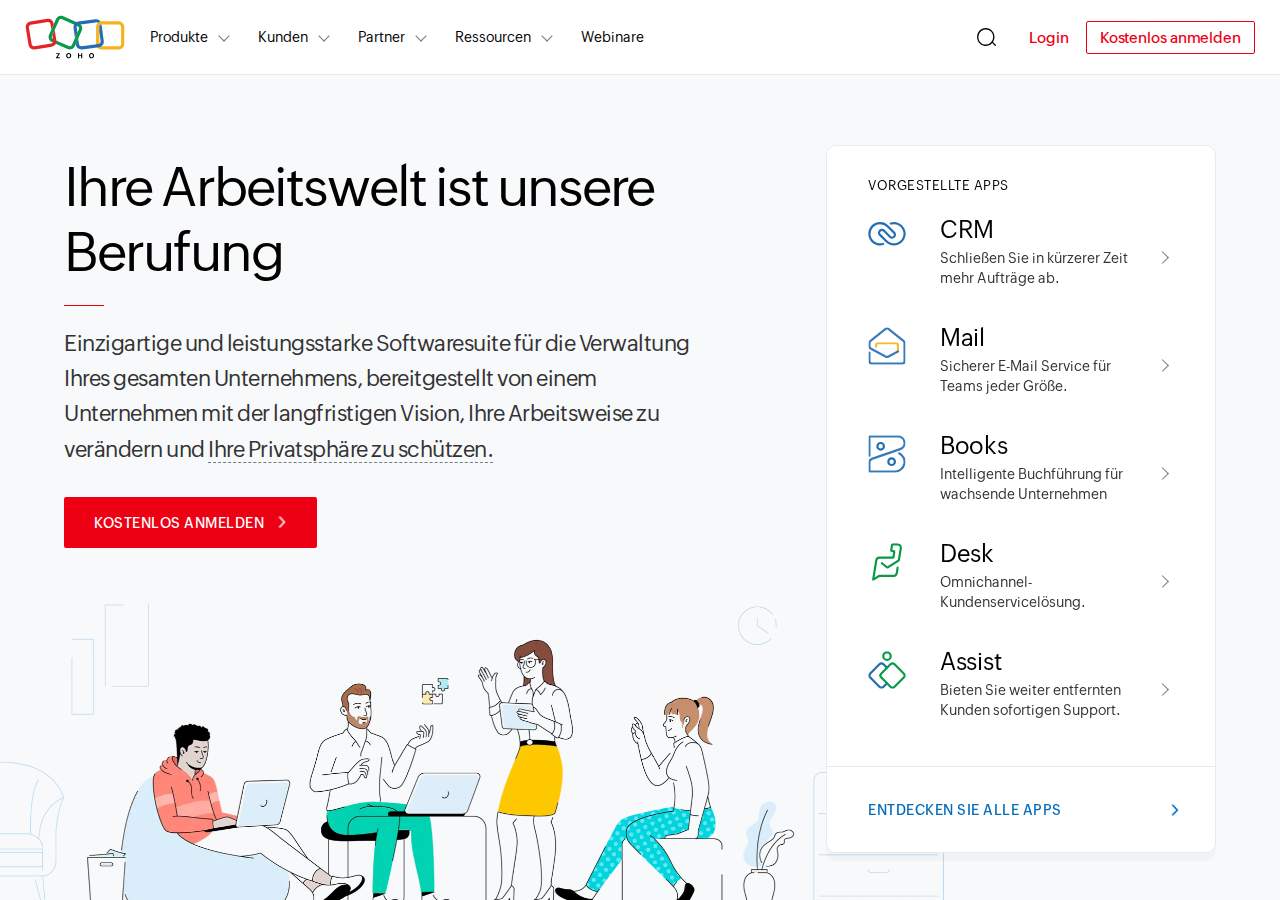 ZOHO
Produkte
Kunden
Partner
Ressourcen
Webinare
Login
Kostenlos anmelden
Ihre Arbeitswelt ist unsere
Berufung
Einzigartige und leistungsstarke Softwaresuite für die Verwaltung
Ihres gesamten Unternehmens, bereitgestellt von einem
Unternehmen mit der langfristigen Vision, Ihre Arbeitsweise zu
verändern und Ihre Privatsphäre zu schützen.
KOSTENLOS ANMELDEN
VORGESTELLTE APPS
CRM
Schließen Sie in kürzerer Zeit
mehr Aufträge ab.
Mail
Sicherer E-Mail Service für
Teams jeder Größe.
Books
Intelligente Buchführung für
wachsende Unternehmen
Desk
Omnichannel-
Kundenservicelösung.
Assist
Bieten Sie weiter entfernten
Kunden sofortigen Support.
ENTDECKEN SIE ALLE APPS